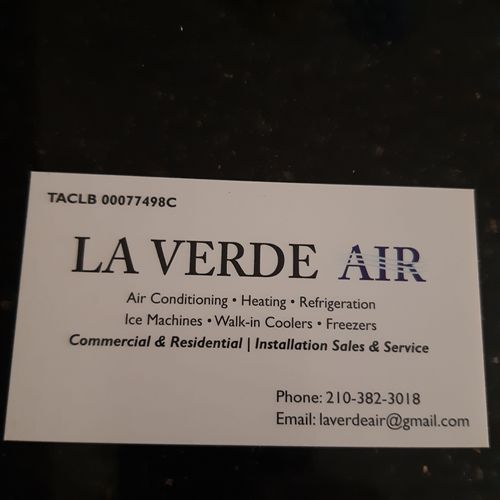 TACLB 00077498C
LA VERDE AIR
Air Conditioning • Heating • Refrigeration
Ice Machines • Walk-in Coolers • Freezers
Commercial & Residential | Installation Sales & Service
Phone: 210-382-3018
Email: laverdeair@gmail.com